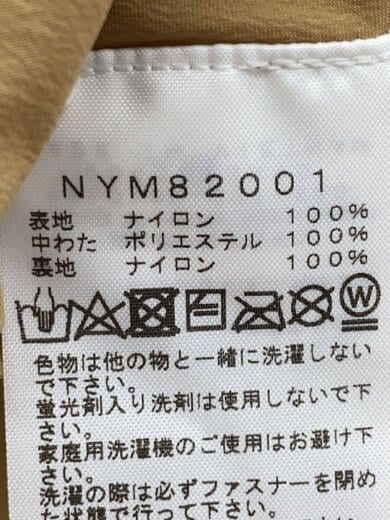 NYM82001
表地 ナイロン 100%
中わた ポリエステル 100%
裏地 ナイロン 100%
W
色物は他の物と一緒に洗濯しない
で下さい。
蛍光剤入り洗剤は使用しないで下
さい。
家庭用洗濯機のご使用はお避け下
さい。
洗濯の際は必ずファスナーを閉め
た状態で行って下さい。